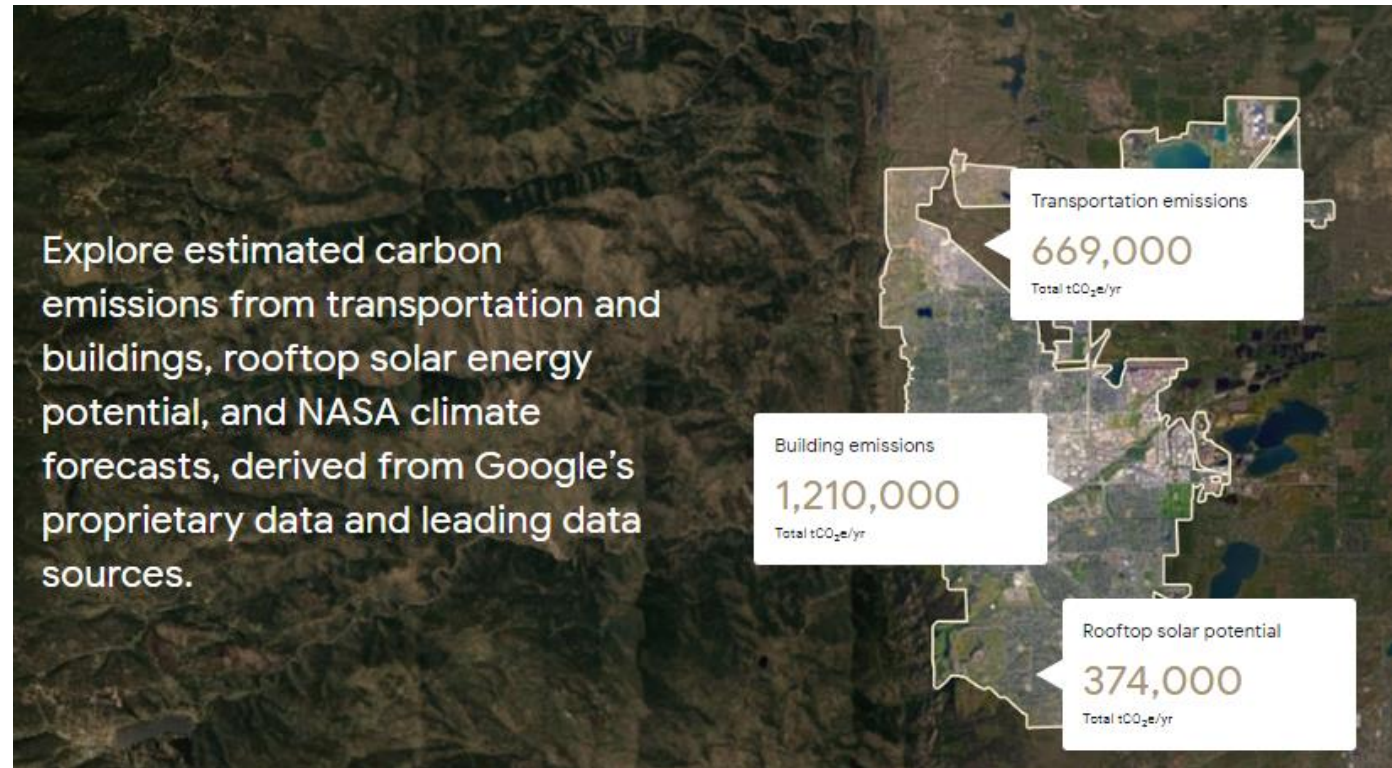 Explore estimated carbon
emissions from transportation and
buildings, rooftop solar energy
potential, and NASA climate
forecasts, derived from Google’s
proprietary data and leading data
sources.
Transportation emissions
669,000
Total tCO₂e/yr
Building emissions
1,210,000
Total tCO₂e/yr
Rooftop solar potential
374,000
Total tCO₂e/yr